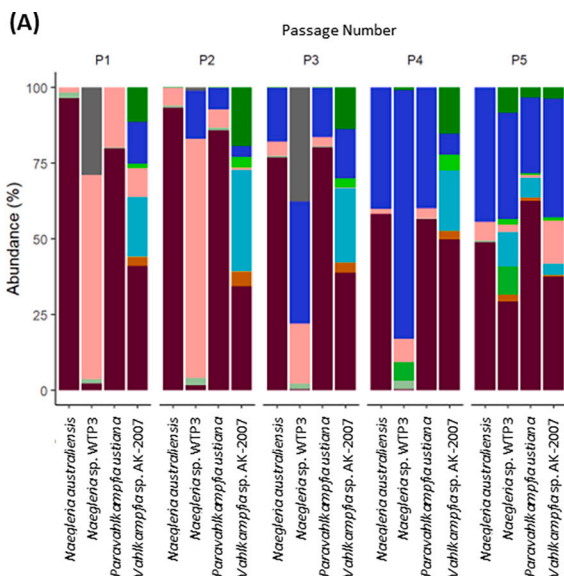 (A)
Passage Number
P1 P2 P3 P4 P5
Abundance (%)
100
75
50
25
0
Naegleria australiensis
Naegleria sp. WTP3
Paravahlkampfia ustiana
Vahlkampfia sp. AK-2007
Naegleria australiensis
Naegleria sp. WTP3
Paravahlkampfia ustiana
Vahlkampfia sp. AK-2007
Naegleria australiensis
Naegleria sp. WTP3
Paravahlkampfia ustiana
Vahlkampfia sp. AK-2007
Naegleria australiensis
Naegleria sp. WTP3
Paravahlkampfia ustiana
Vahlkampfia sp. AK-2007
Naegleria australiensis
Naegleria sp. WTP3
Paravahlkampfia ustiana
Vahlkampfia sp. AK-2007